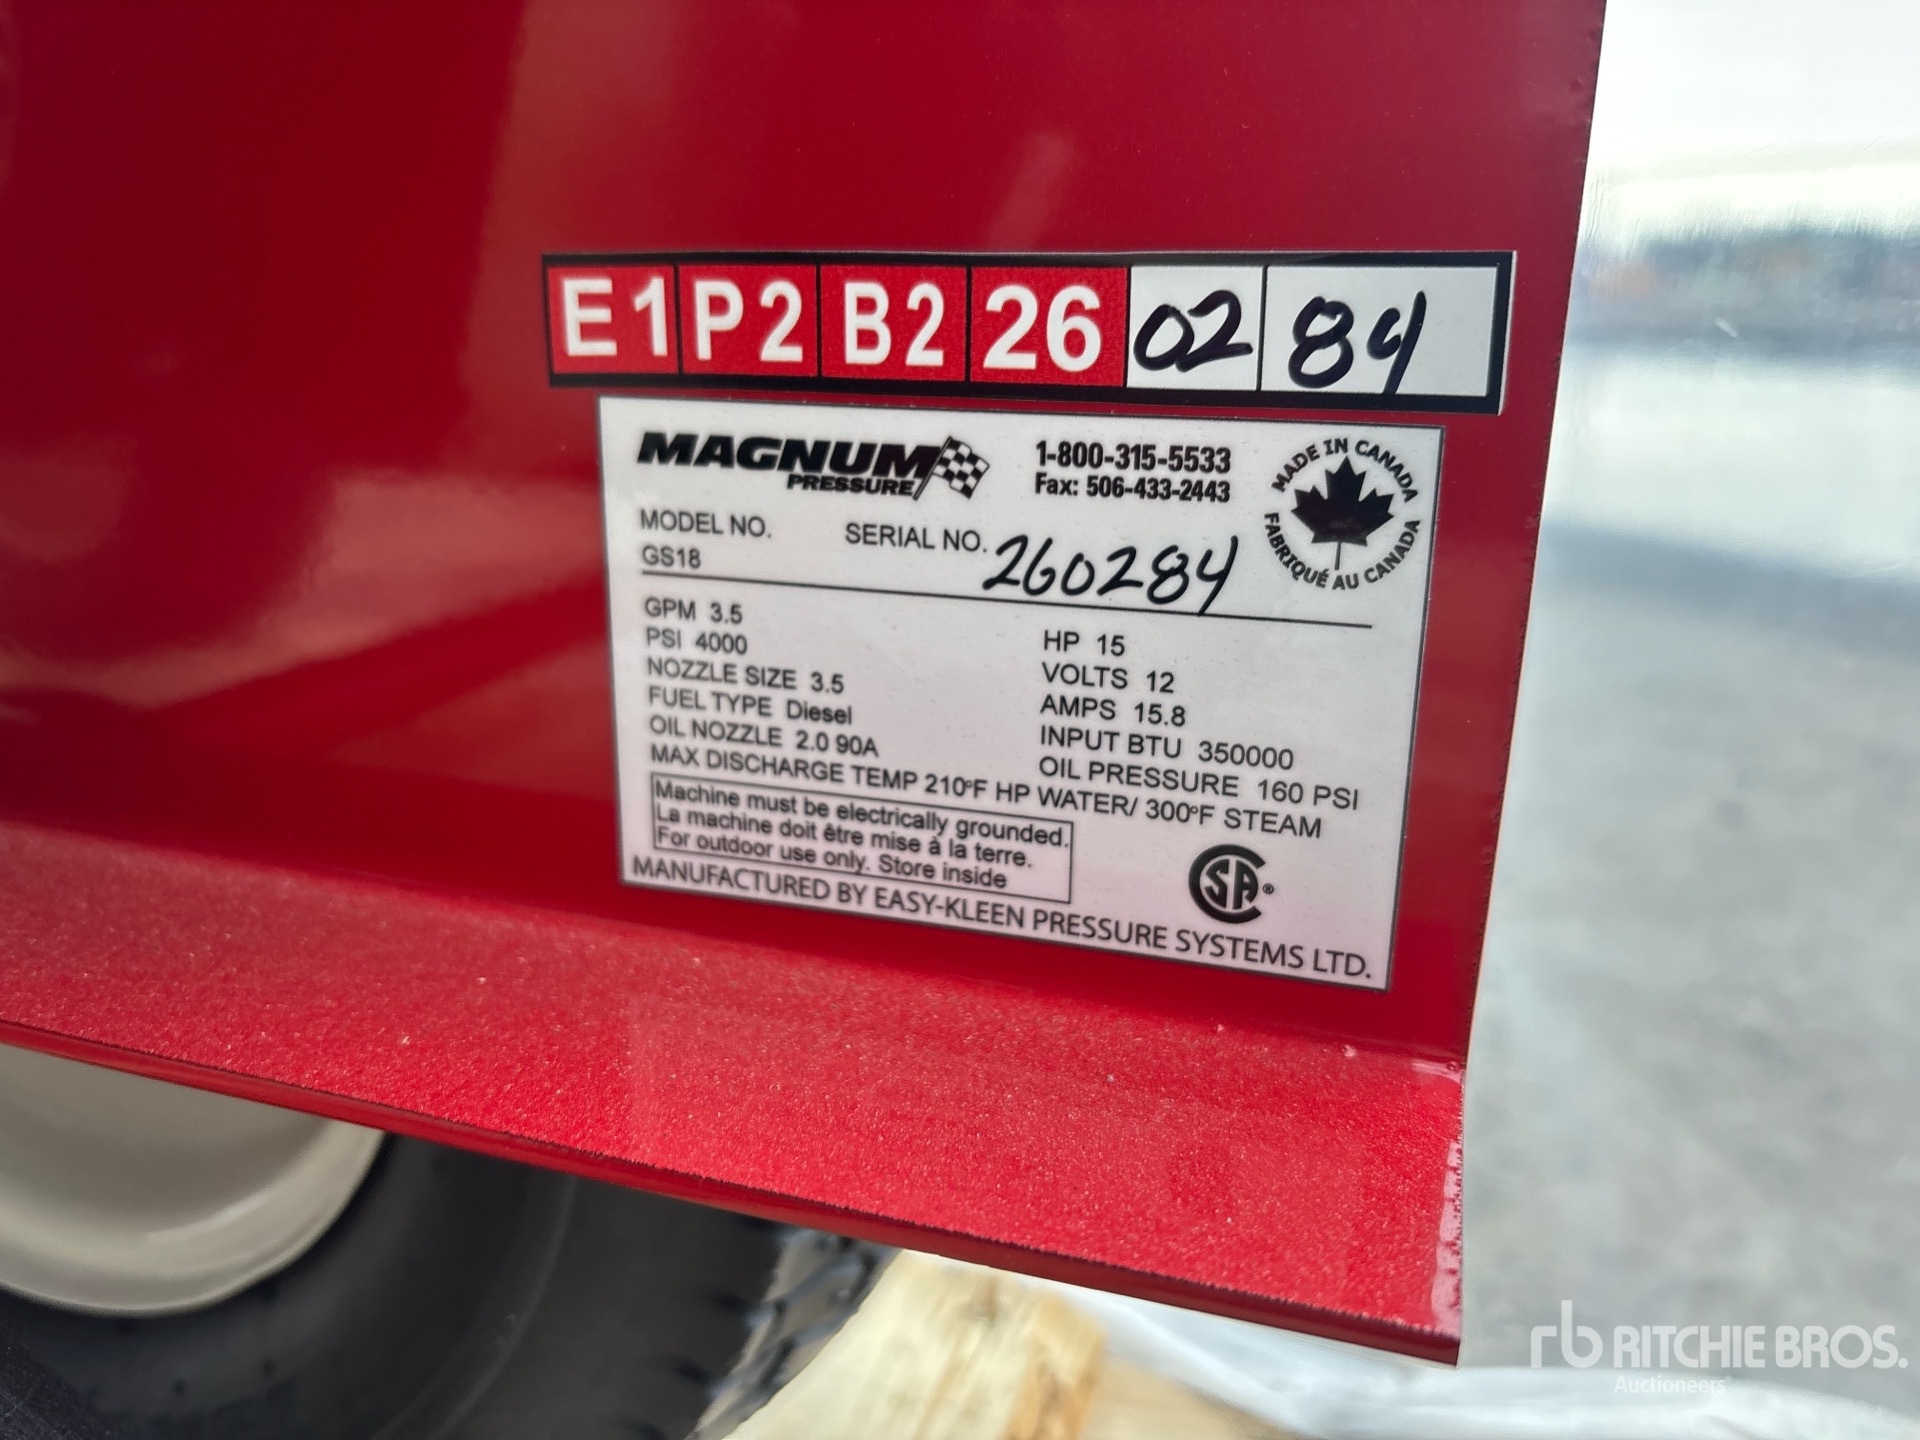 E1 P2 B2 26 02 84
MAGNUM
PRESSURE
1-800-315-5533
Fax: 506-433-2443
MADE IN CANADA
FABRIQUÉ AU CANADA
MODEL NO.
GS18
SERIAL NO. 260284
GPM 3.5
PSI 4000
NOZZLE SIZE 3.5
FUEL TYPE Diesel
OIL NOZZLE 2.0 90A
HP 15
VOLTS 12
AMPS 15.8
INPUT BTU 350000
OIL PRESSURE 160 PSI
MAX DISCHARGE TEMP 210°F HP WATER/ 300°F STEAM
Machine must be electrically grounded.
La machine doit être mise à la terre.
For outdoor use only. Store inside
CSA®
MANUFACTURED BY EASY-KLEEN PRESSURE SYSTEMS LTD.
rb RITCHIE BROS.
Auctioneers